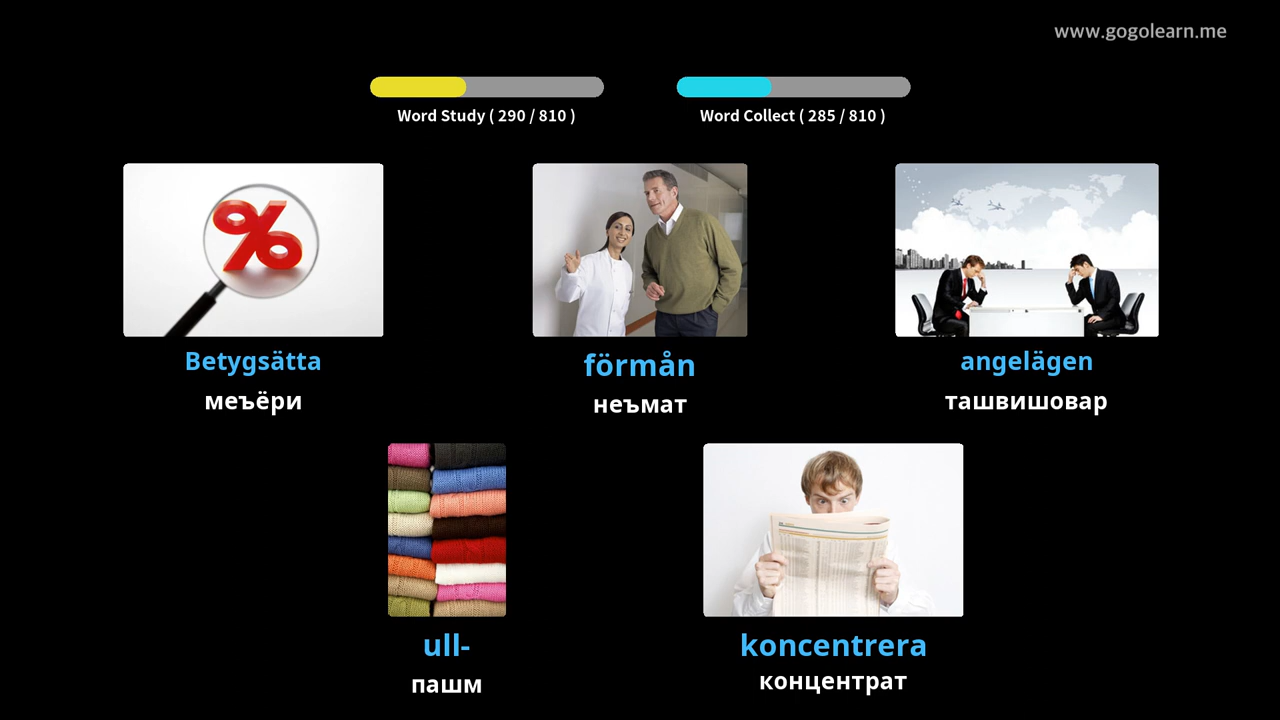 www.gogolearn.me
Word Study ( 290 / 810 )
Word Collect ( 285 / 810 )
Betygsätta
меъёри
förmån
неъмат
angelägen
ташвишовар
ull-
пашм
koncentrera
концентрат